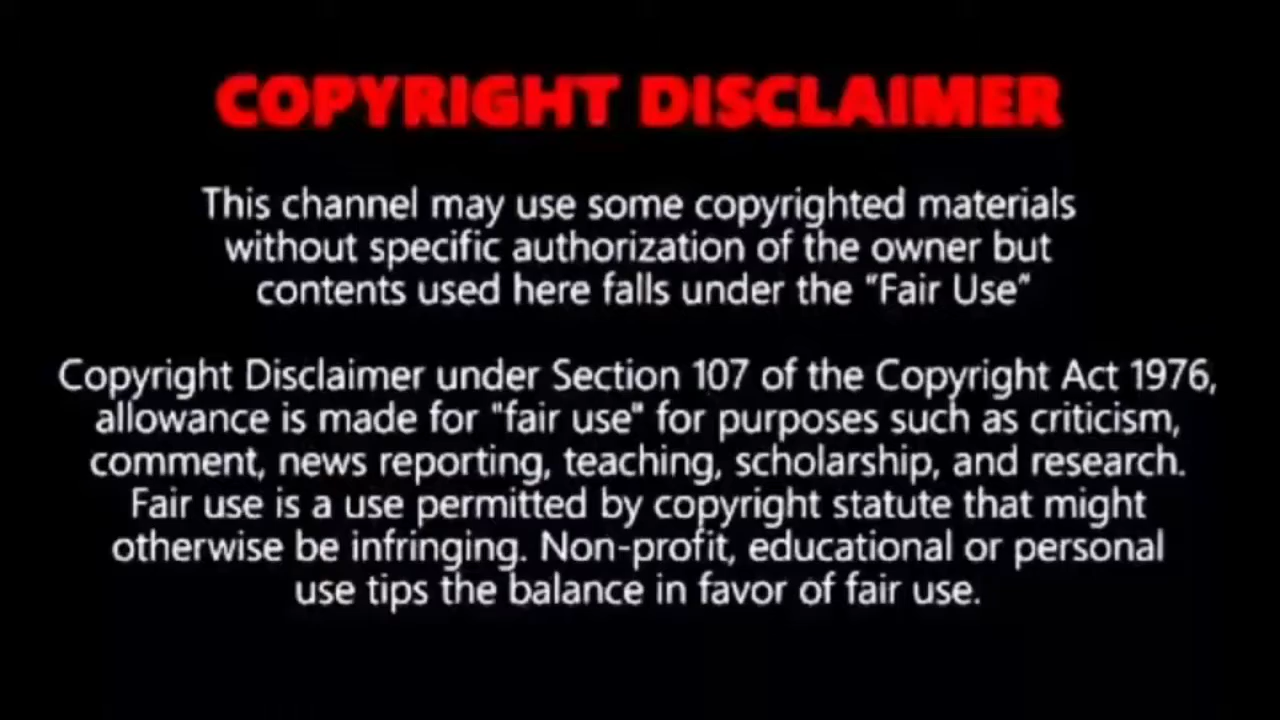 COPYRIGHT DISCLAIMER
This channel may use some copyrighted materials
without specific authorization of the owner but
contents used here falls under the "Fair Use"
Copyright Disclaimer under Section 107 of the Copyright Act 1976,
allowance is made for "fair use" for purposes such as criticism,
comment, news reporting, teaching, scholarship, and research.
Fair use is a use permitted by copyright statute that might
otherwise be infringing. Non-profit, educational or personal
use tips the balance in favor of fair use.